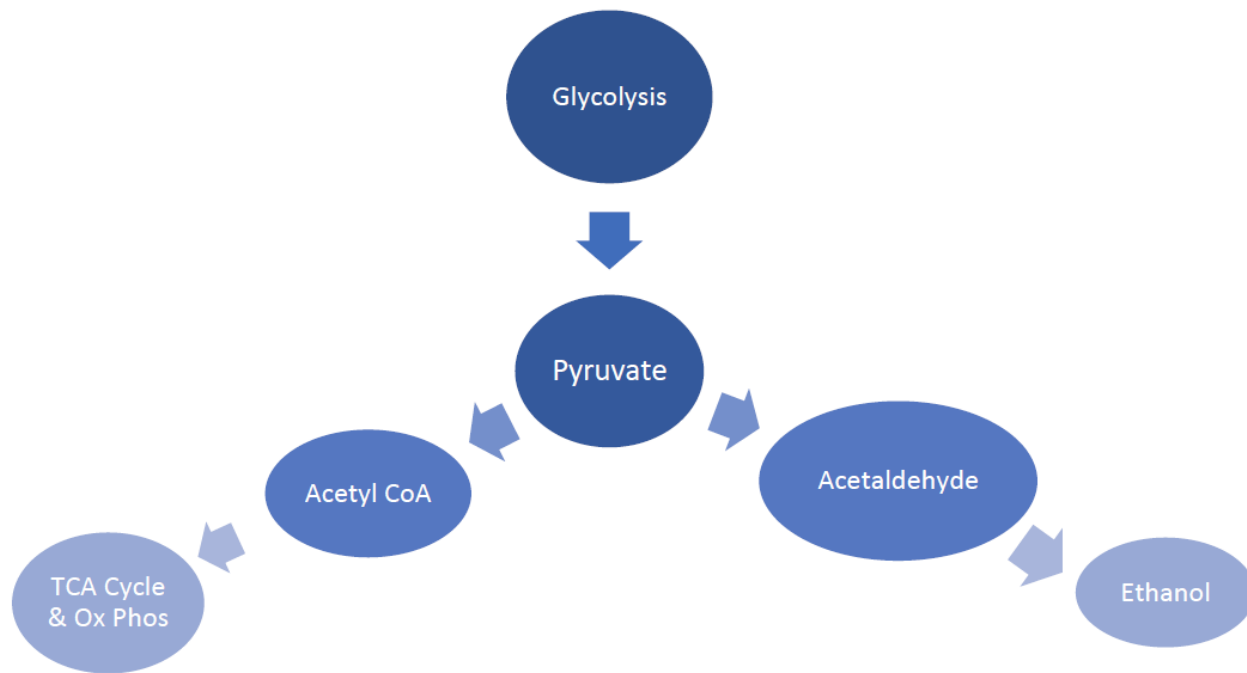 Glycolysis
Pyruvate
Acetyl CoA
Acetaldehyde
TCA Cycle
& Ox Phos
Ethanol